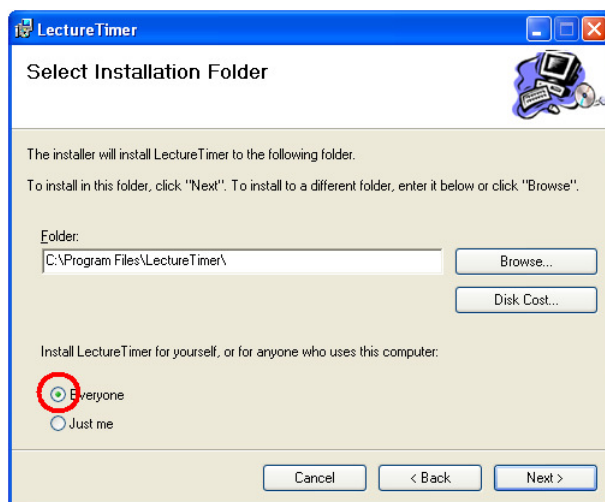 LectureTimer
Select Installation Folder
The installer will install LectureTimer to the following folder.
To install in this folder, click "Next". To install to a different folder, enter it below or click "Browse".
Folder:
C:\Program Files\LectureTimer\
Browse...
Disk Cost...
Install LectureTimer for yourself, or for anyone who uses this computer:
Everyone
Just me
Cancel
< Back
Next >